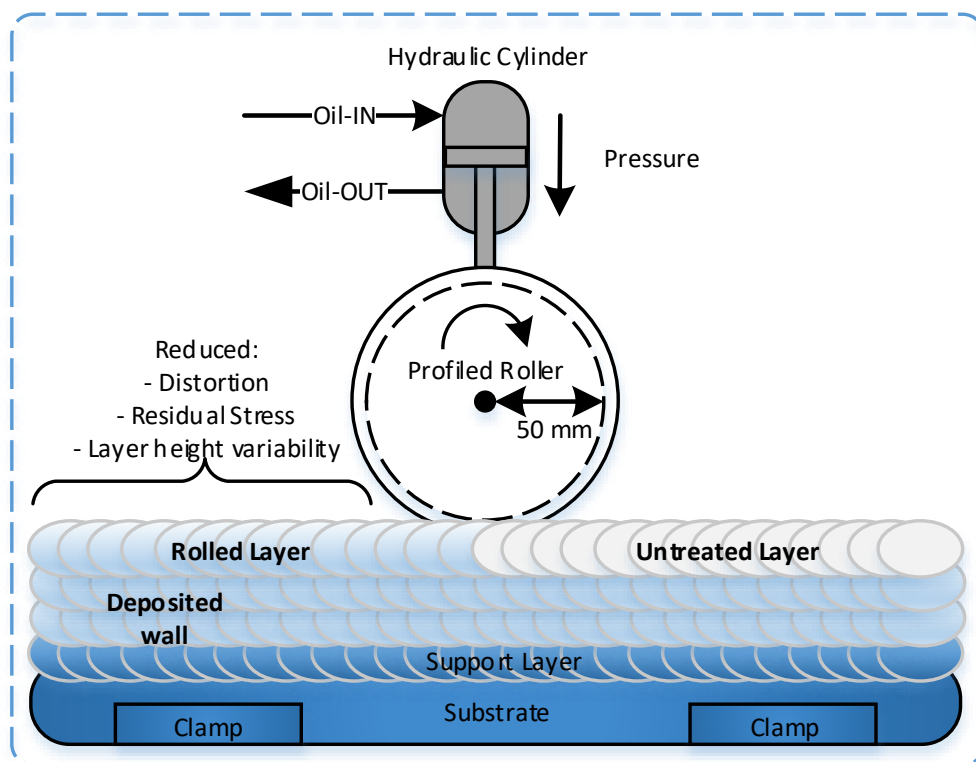 Hydraulic Cylinder
Oil-IN
Pressure
Oil-OUT
Reduced:
- Distortion
- Residual Stress
- Layer height variability
Profiled Roller
50 mm
Rolled Layer
Untreated Layer
Deposited
wall
Support Layer
Substrate
Clamp
Clamp